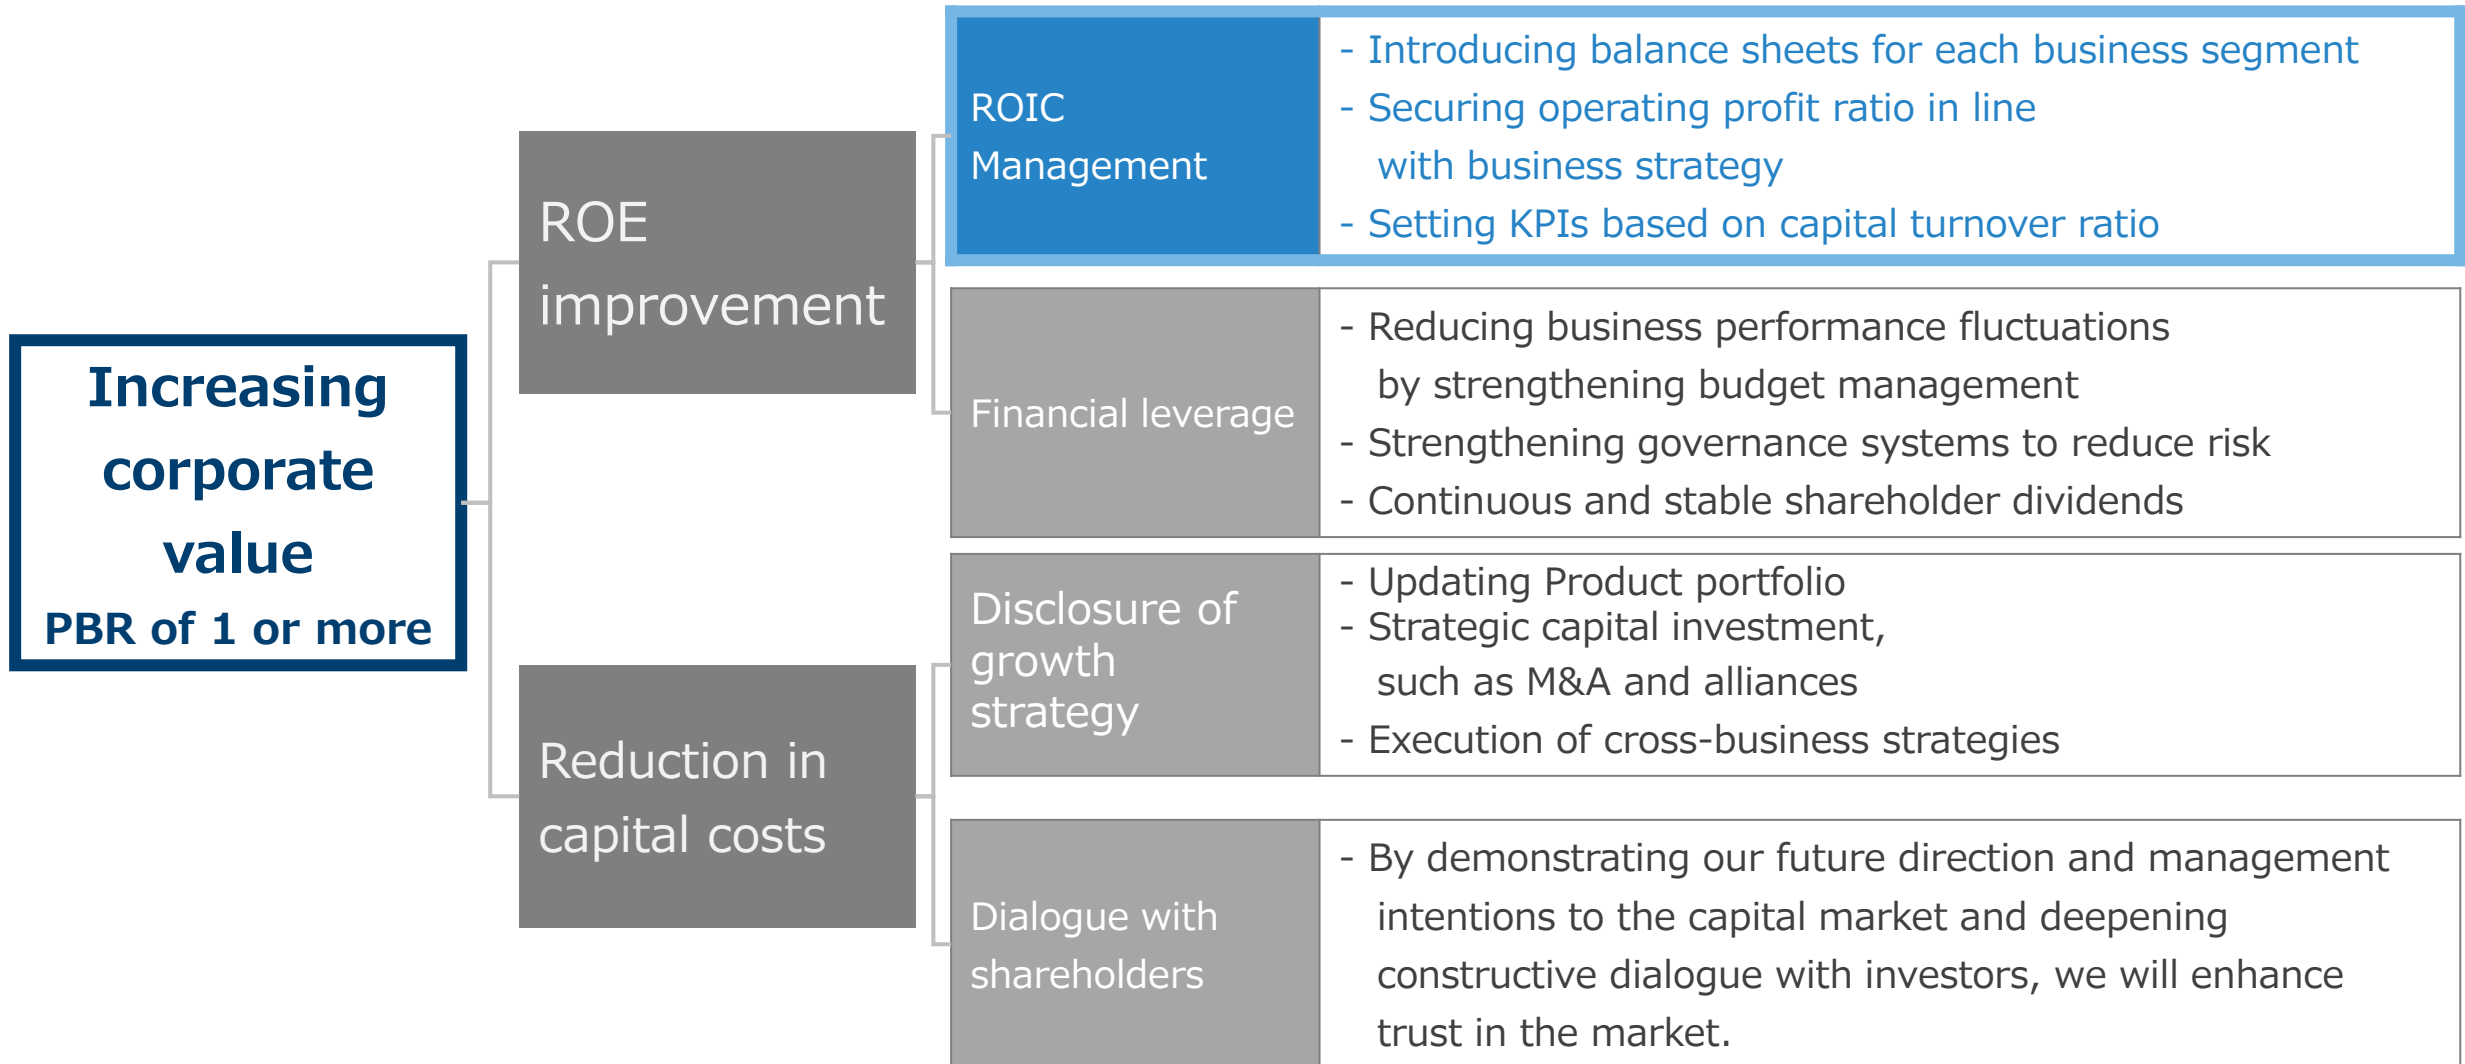 Increasing
corporate
value
PBR of 1 or more
ROE
improvement
ROIC
Management
- Introducing balance sheets for each business segment
- Securing operating profit ratio in line
with business strategy
- Setting KPIs based on capital turnover ratio
Financial leverage
- Reducing business performance fluctuations
by strengthening budget management
- Strengthening governance systems to reduce risk
- Continuous and stable shareholder dividends
Reduction in
capital costs
Disclosure of
growth
strategy
- Updating Product portfolio
- Strategic capital investment,
such as M&A and alliances
- Execution of cross-business strategies
Dialogue with
shareholders
- By demonstrating our future direction and management
intentions to the capital market and deepening
constructive dialogue with investors, we will enhance
trust in the market.